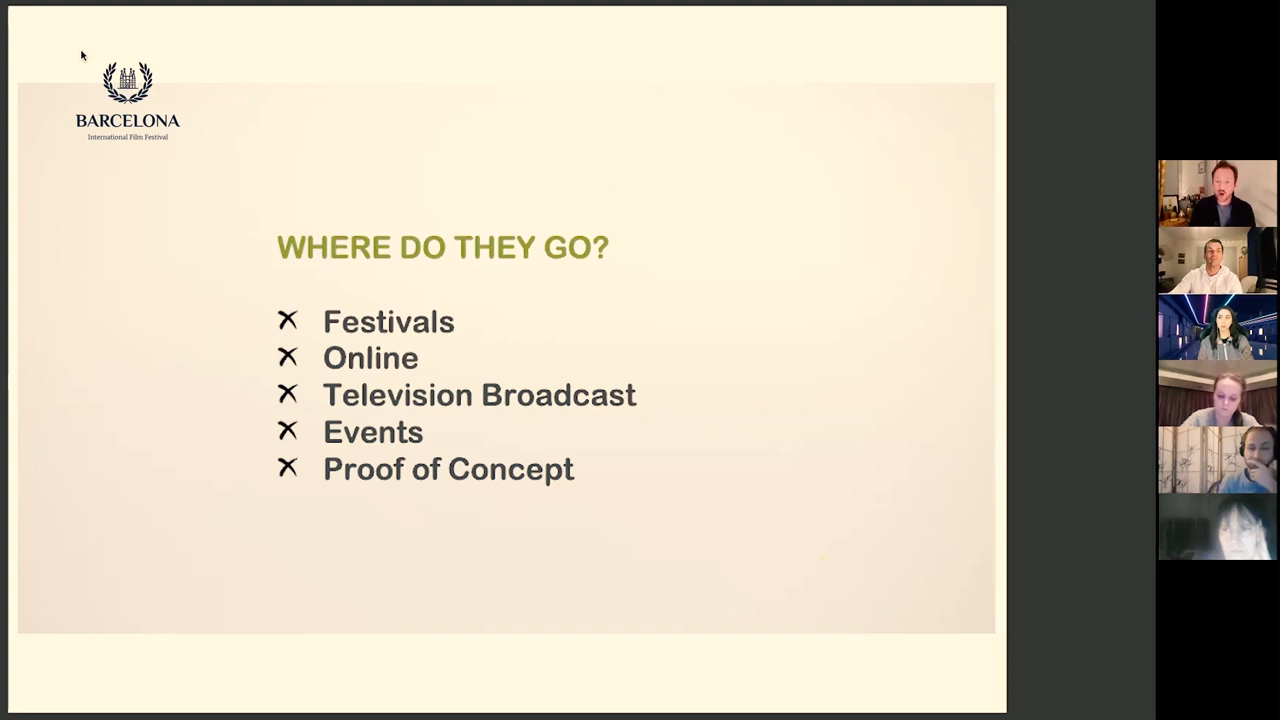 BARCELONA
International Film Festival
WHERE DO THEY GO?
Festivals
Online
Television Broadcast
Events
Proof of Concept